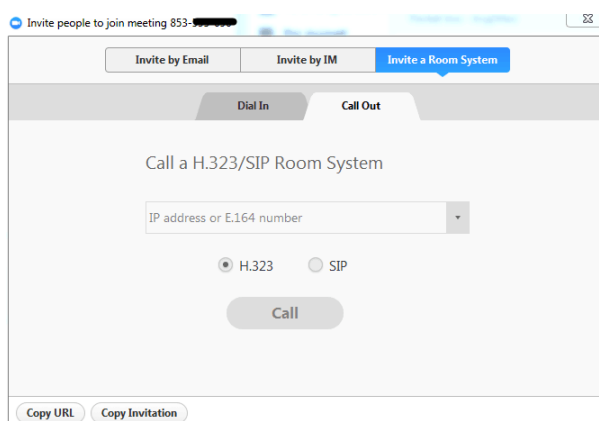 Invite people to join meeting 853-
Invite by Email Invite by IM Invite a Room System
Dial In Call Out
Call a H.323/SIP Room System
IP address or E.164 number
H.323 SIP
Call
Copy URL Copy Invitation